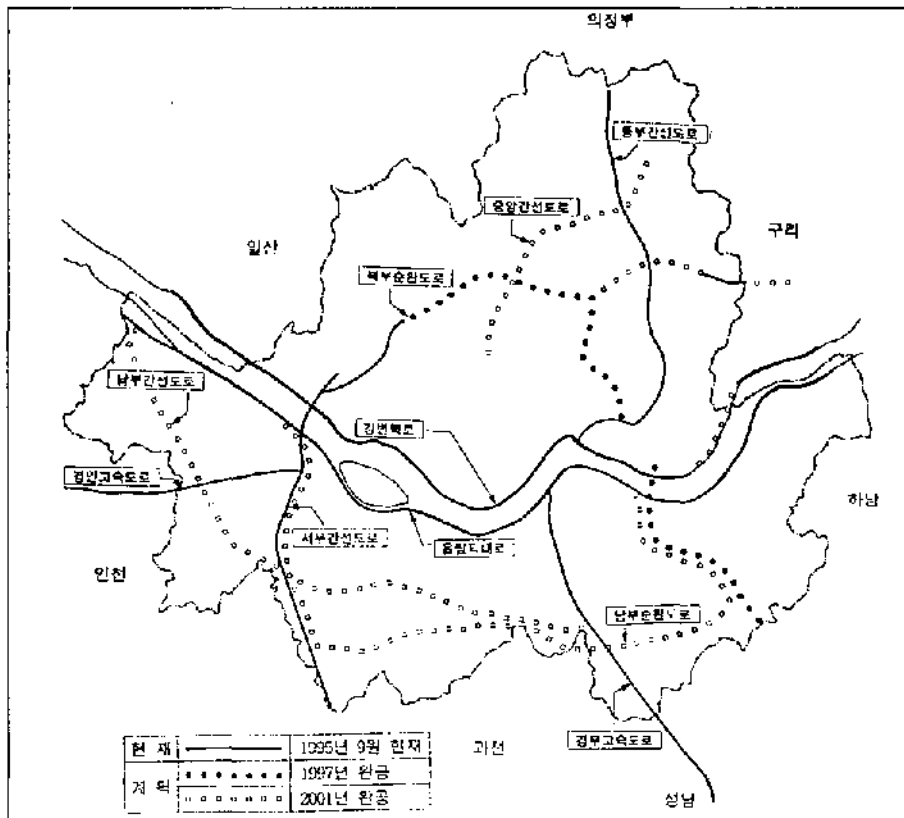 의정부
동부간선도로
중앙간선도로
구리
일산
북부순환도로
남부간선도로
강변북로
경인고속도로
하남
서부간선도로
올림픽대로
인천
남부순환도로
경부고속도로
과천
성남
현 재 1995년 9월 현재
계 획 1997년 완공
2001년 완공